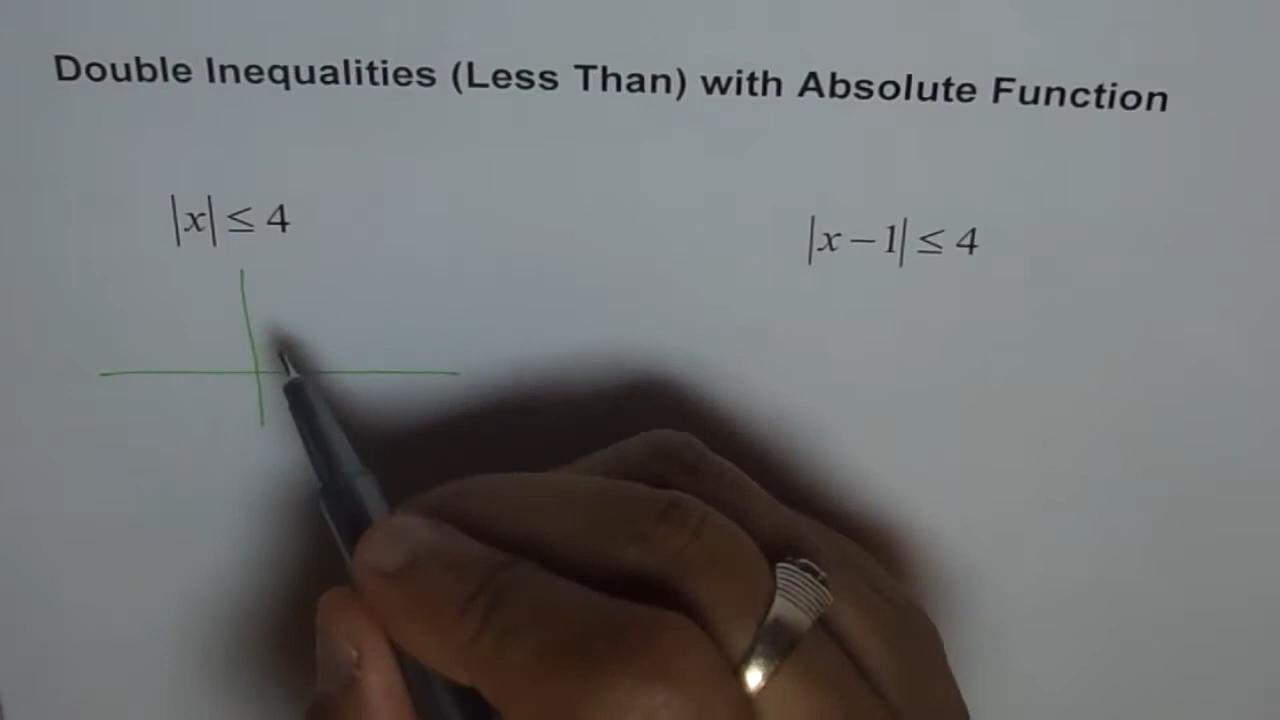 Double Inequalities (Less Than) with Absolute Function
|x| ≤ 4
|x − 1| ≤ 4